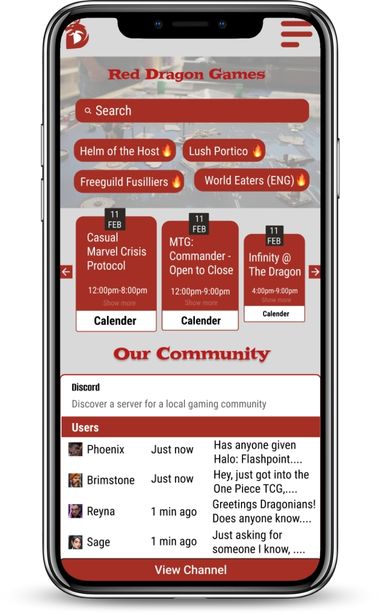 Red Dragon Games
Search
Helm of the Host
Lush Portico
Freeguild Fusilliers
World Eaters (ENG)
11
FEB
Casual
Marvel Crisis
Protocol
12:00pm-8:00pm
Show more
Calender
11
FEB
MTG:
Commander -
Open to Close
12:00pm-9:00pm
Show more
Calender
11
FEB
Infinity @
The Dragon
4:00pm-9:00pm
Show more
Calender
Our Community
Discord
Discover a server for a local gaming community
Users
Phoenix Just now Has anyone given
Halo: Flashpoint....
Brimstone Just now Hey, just got into the
One Piece TCG,....
Reyna 1 min ago Greetings Dragonians!
Does anyone know....
Sage 1 min ago Just asking for
someone I know, ....
View Channel